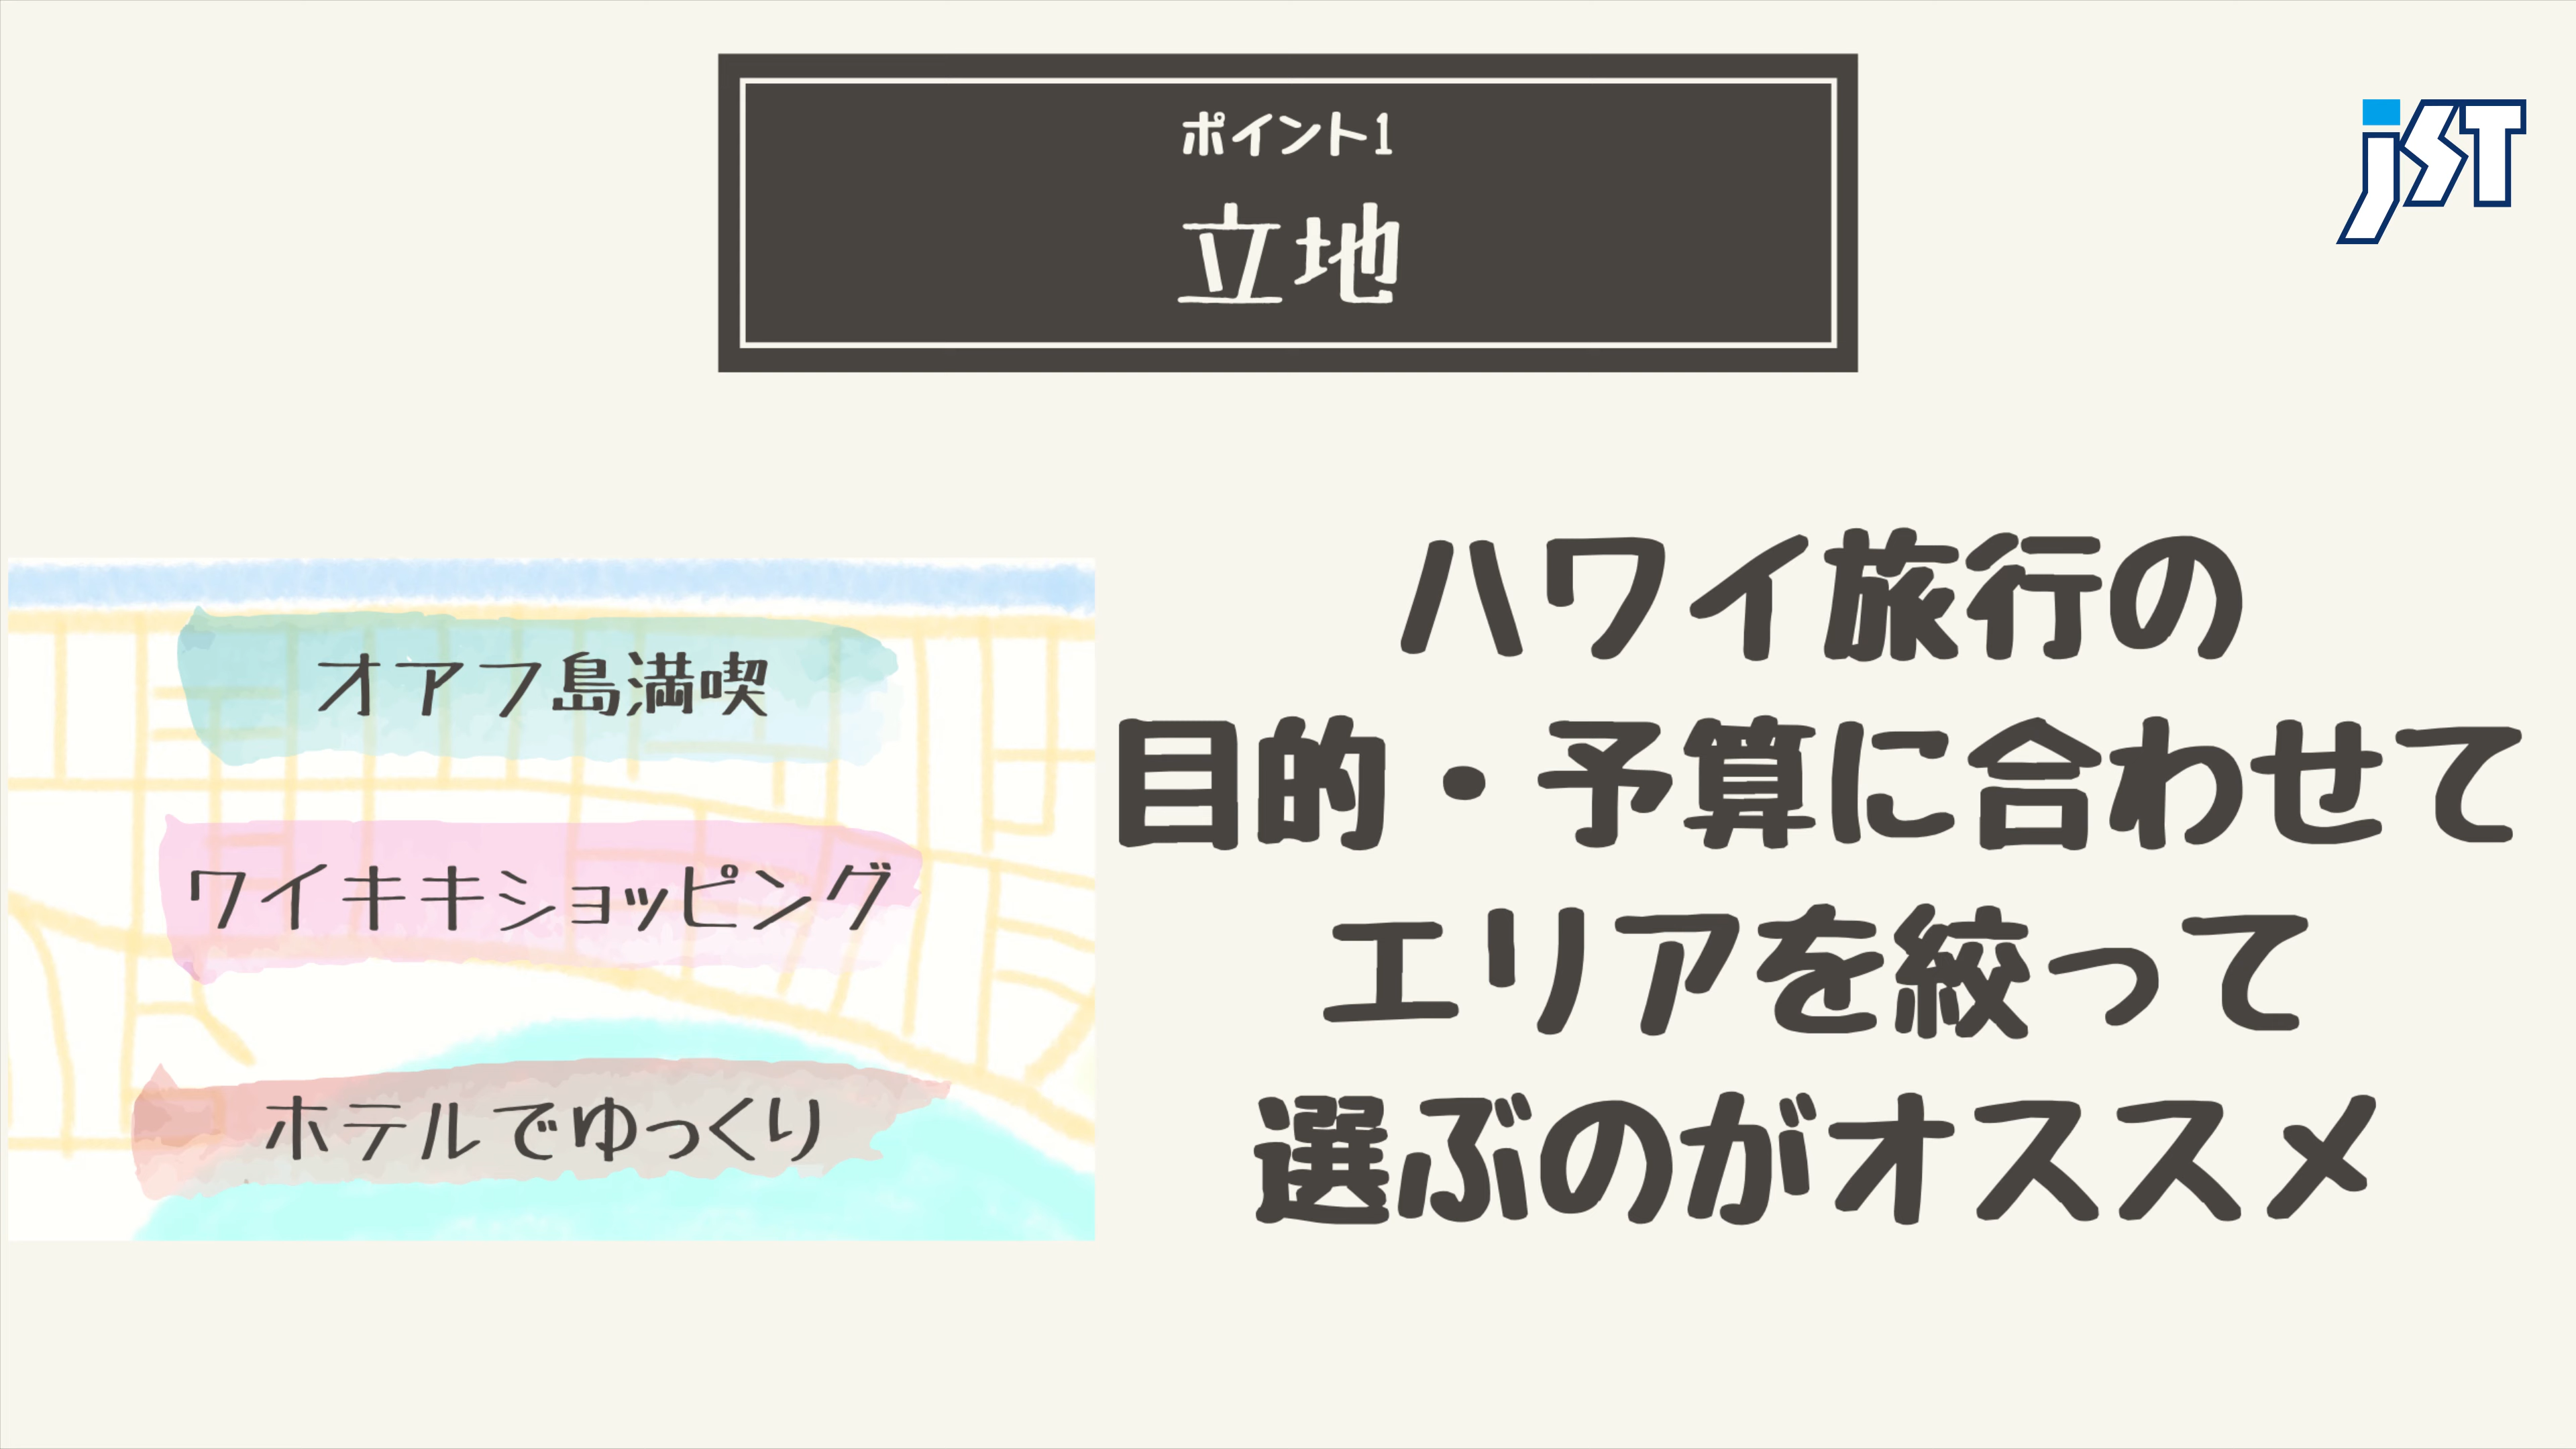 ポイント1
立地
jST
オアフ島満喫
ワイキキショッピング
ホテルでゆっくり
ハワイ旅行の
目的・予算に合わせて
エリアを絞って
選ぶのがオススメ